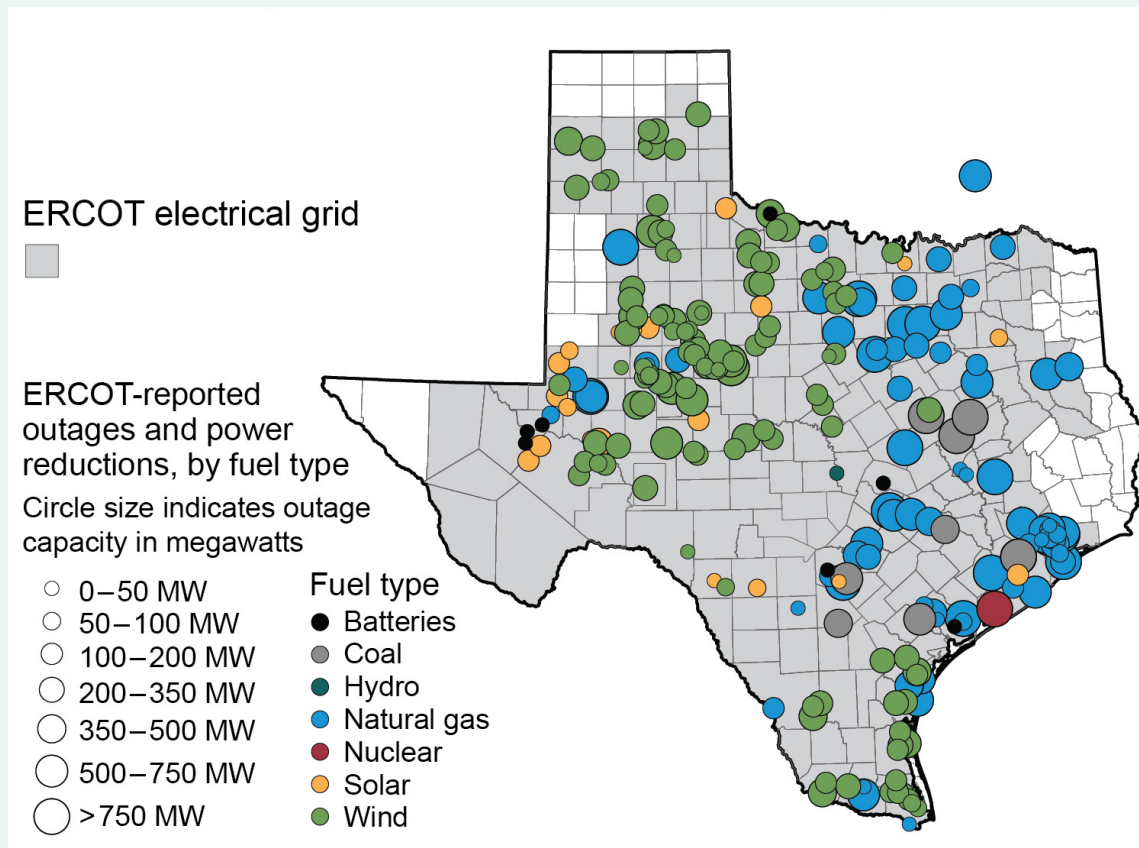 ERCOT electrical grid
ERCOT-reported
outages and power
reductions, by fuel type
Circle size indicates outage
capacity in megawatts
0–50 MW
50–100 MW
100–200 MW
200–350 MW
350–500 MW
500–750 MW
>750 MW
Fuel type
Batteries
Coal
Hydro
Natural gas
Nuclear
Solar
Wind